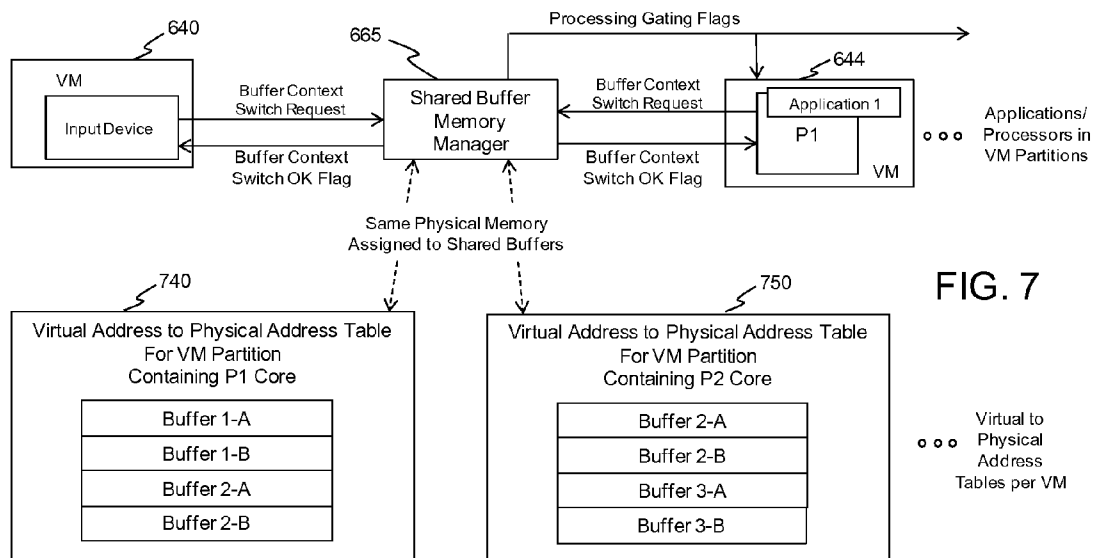 Processing Gating Flags
640
665
644
VM
Input Device
Buffer Context
Switch Request
Buffer Context
Switch OK Flag
Shared Buffer
Memory
Manager
Buffer Context
Switch Request
Buffer Context
Switch OK Flag
Application 1
P1
VM
Applications/
Processors in
VM Partitions
Same Physical Memory
Assigned to Shared Buffers
FIG. 7
740
Virtual Address to Physical Address Table
For VM Partition
Containing P1 Core
Buffer 1-A
Buffer 1-B
Buffer 2-A
Buffer 2-B
750
Virtual Address to Physical Address Table
For VM Partition
Containing P2 Core
Buffer 2-A
Buffer 2-B
Buffer 3-A
Buffer 3-B
Virtual to
Physical
Address
Tables per VM